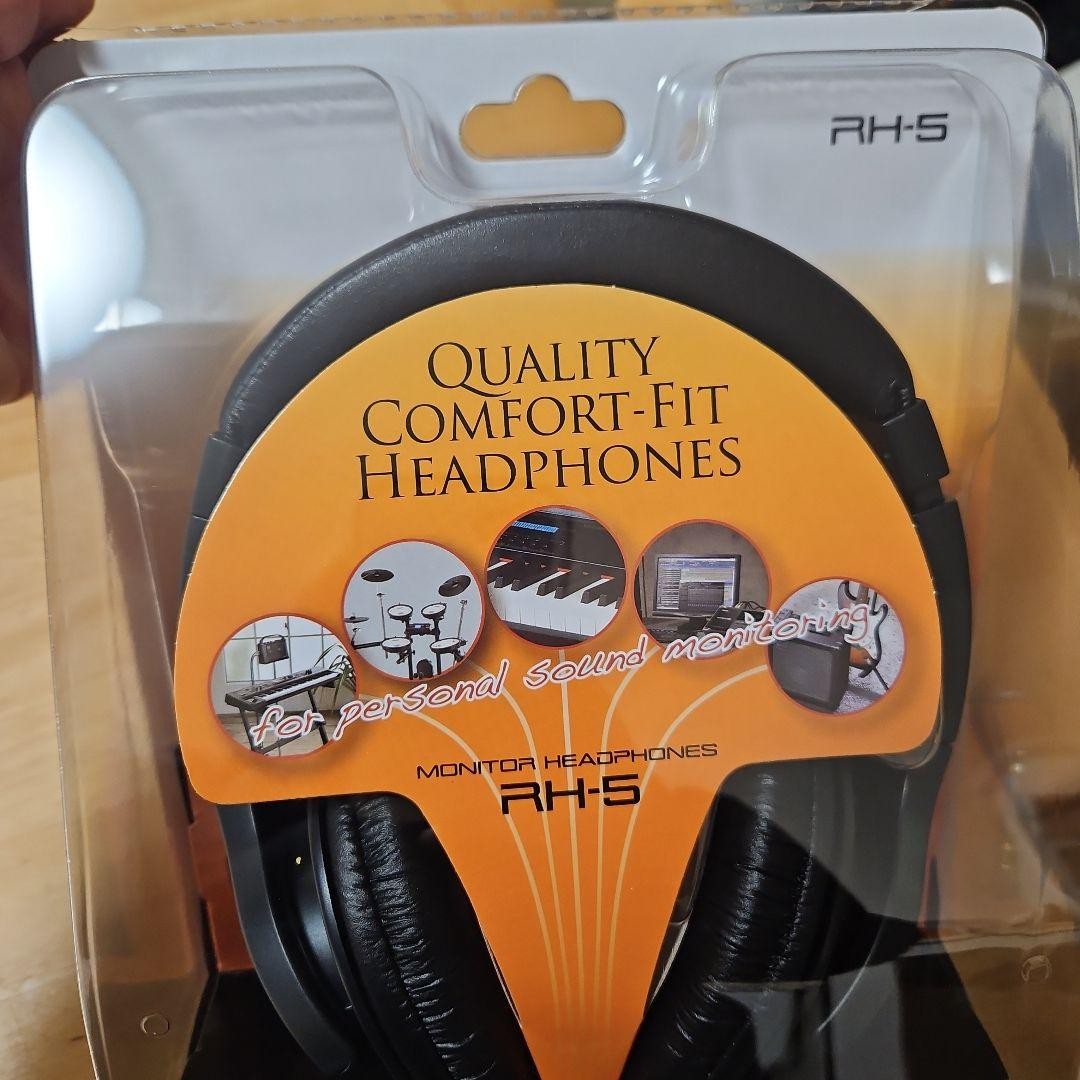 RH-5
QUALITY
COMFORT-FIT
HEADPHONES
for personal sound monitoring
MONITOR HEADPHONES
RH-5